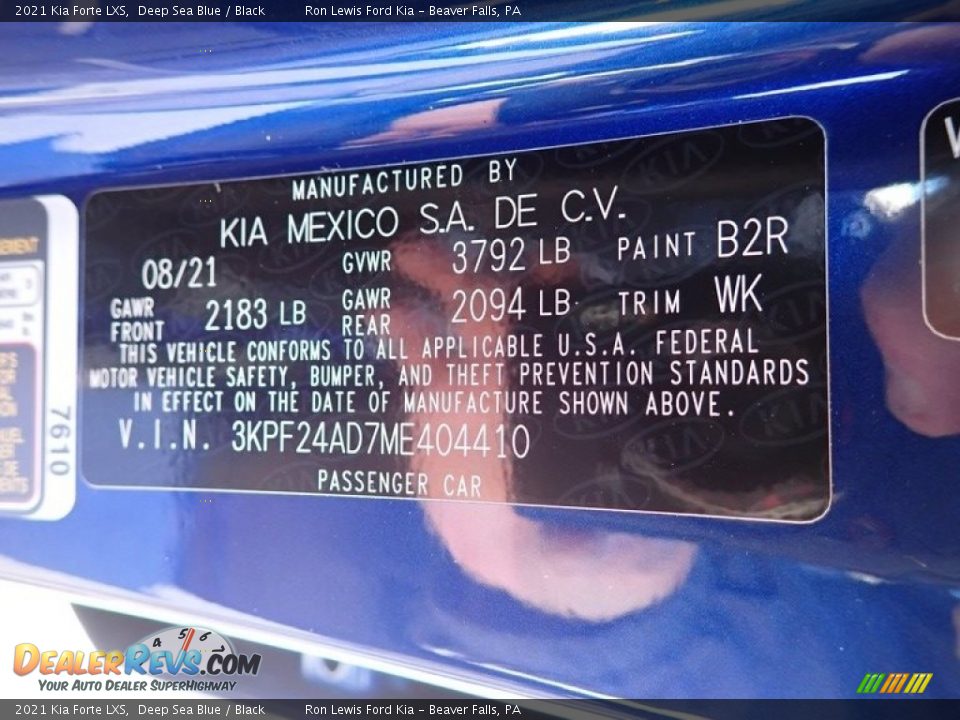 2021 Kia Forte LXS, Deep Sea Blue / Black Ron Lewis Ford Kia - Beaver Falls, PA
MANUFACTURED BY
KIA MEXICO S.A. DE C.V.
08/21 GVWR 3792 LB PAINT B2R
GAWR FRONT 2183 LB GAWR REAR 2094 LB TRIM WK
THIS VEHICLE CONFORMS TO ALL APPLICABLE U.S.A. FEDERAL
MOTOR VEHICLE SAFETY, BUMPER, AND THEFT PREVENTION STANDARDS
IN EFFECT ON THE DATE OF MANUFACTURE SHOWN ABOVE.
V.I.N. 3KPF24AD7ME404410
PASSENGER CAR
7610
4 5 6
DealerRevs.com
Your Auto Dealer SuperHighway
2021 Kia Forte LXS, Deep Sea Blue / Black Ron Lewis Ford Kia - Beaver Falls, PA